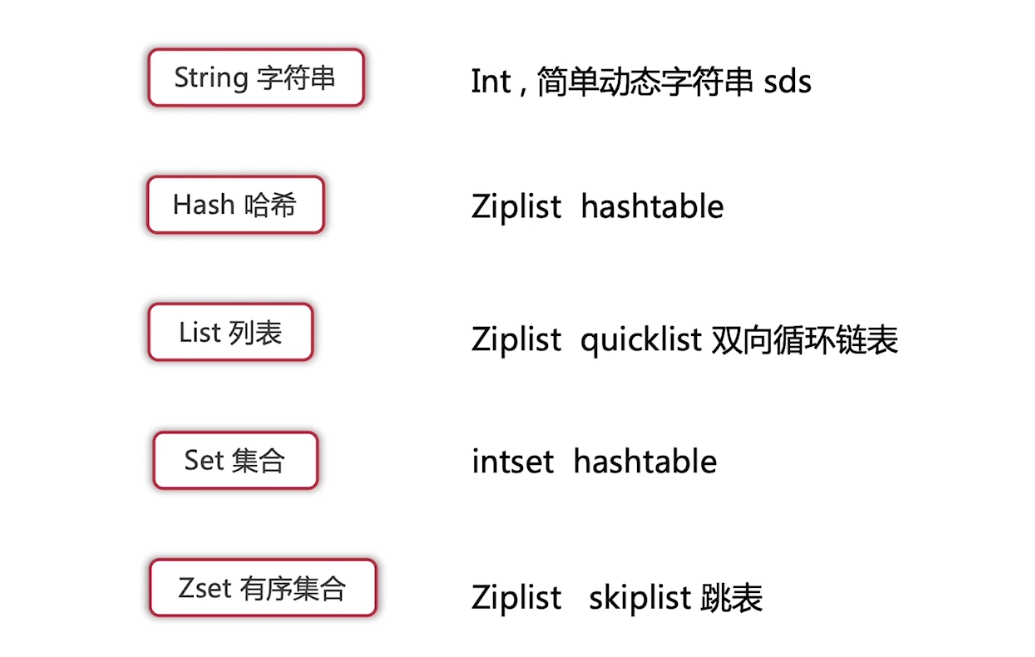 String 字符串
Int , 简单动态字符串 sds
Hash 哈希
Ziplist hashtable
List 列表
Ziplist quicklist 双向循环链表
Set 集合
intset hashtable
Zset 有序集合
Ziplist skiplist 跳表